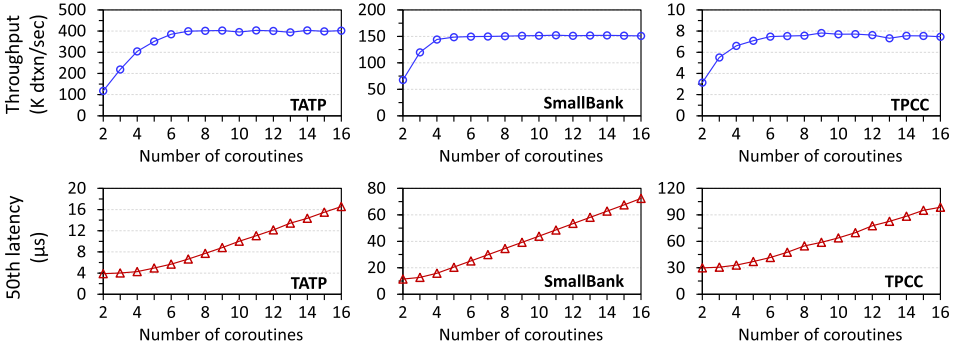 Throughput
(K dtxn/sec)
500
400
300
200
100
0
2 4 6 8 10 12 14 16
TATP
Number of coroutines
200
150
100
50
0
2 4 6 8 10 12 14 16
SmallBank
Number of coroutines
10
8
6
4
2
0
2 4 6 8 10 12 14 16
TPCC
Number of coroutines
50th latency
(μs)
20
16
12
8
4
0
2 4 6 8 10 12 14 16
TATP
Number of coroutines
80
60
40
20
0
2 4 6 8 10 12 14 16
SmallBank
Number of coroutines
120
90
60
30
0
2 4 6 8 10 12 14 16
TPCC
Number of coroutines